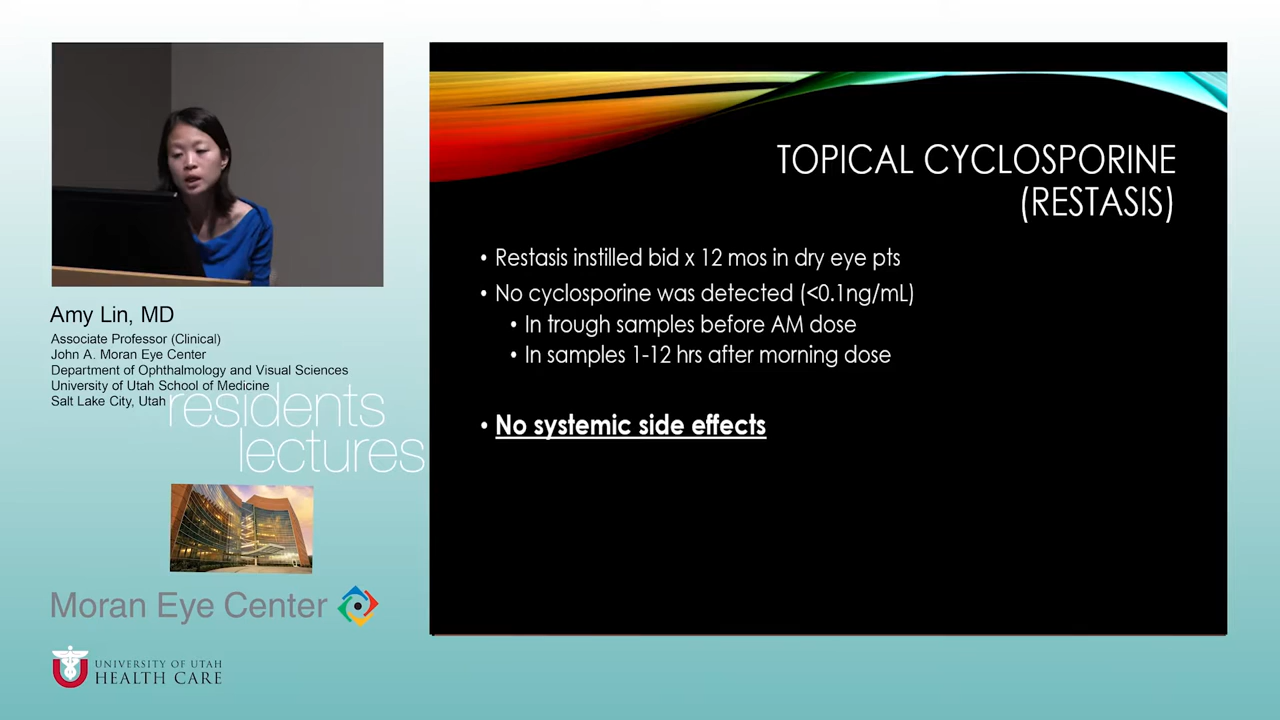 TOPICAL CYCLOSPORINE
(RESTASIS)
• Restasis instilled bid x 12 mos in dry eye pts
• No cyclosporine was detected (<0.1ng/mL)
• In trough samples before AM dose
• In samples 1-12 hrs after morning dose
• No systemic side effects
Amy Lin, MD
Associate Professor (Clinical)
John A. Moran Eye Center
Department of Ophthalmology and Visual Sciences
University of Utah School of Medicine
Salt Lake City, Utah
residents
lectures
Moran Eye Center
UNIVERSITY OF UTAH
HEALTH CARE